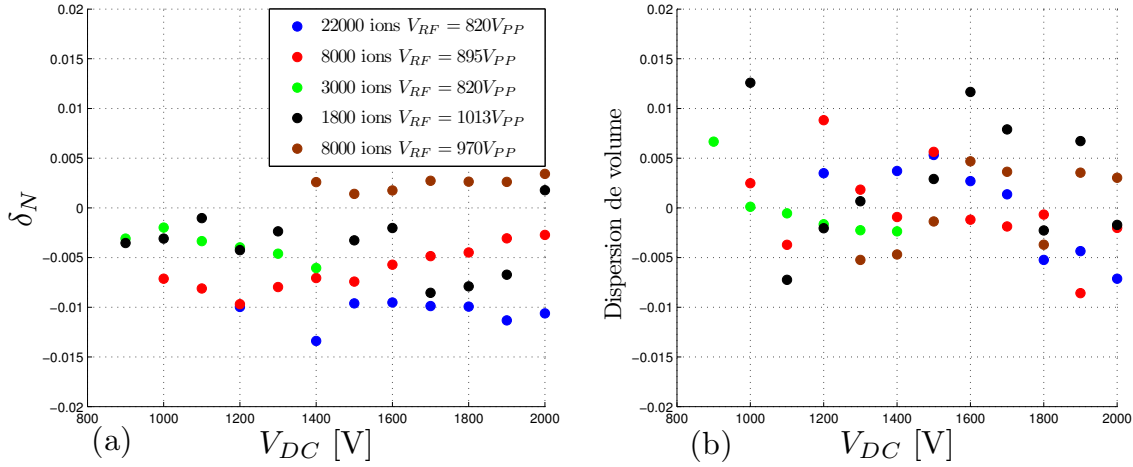 0.02
0.015
0.01
0.005
0
−0.005
−0.01
−0.015
−0.02
δ_N
22000 ions V_RF = 820V_PP
8000 ions V_RF = 895V_PP
3000 ions V_RF = 820V_PP
1800 ions V_RF = 1013V_PP
8000 ions V_RF = 970V_PP
800 1000 1200 1400 1600 1800 2000
(a) V_DC [V]
0.02
0.015
0.01
0.005
0
−0.005
−0.01
−0.015
−0.02
Dispersion de volume
800 1000 1200 1400 1600 1800 2000
(b) V_DC [V]